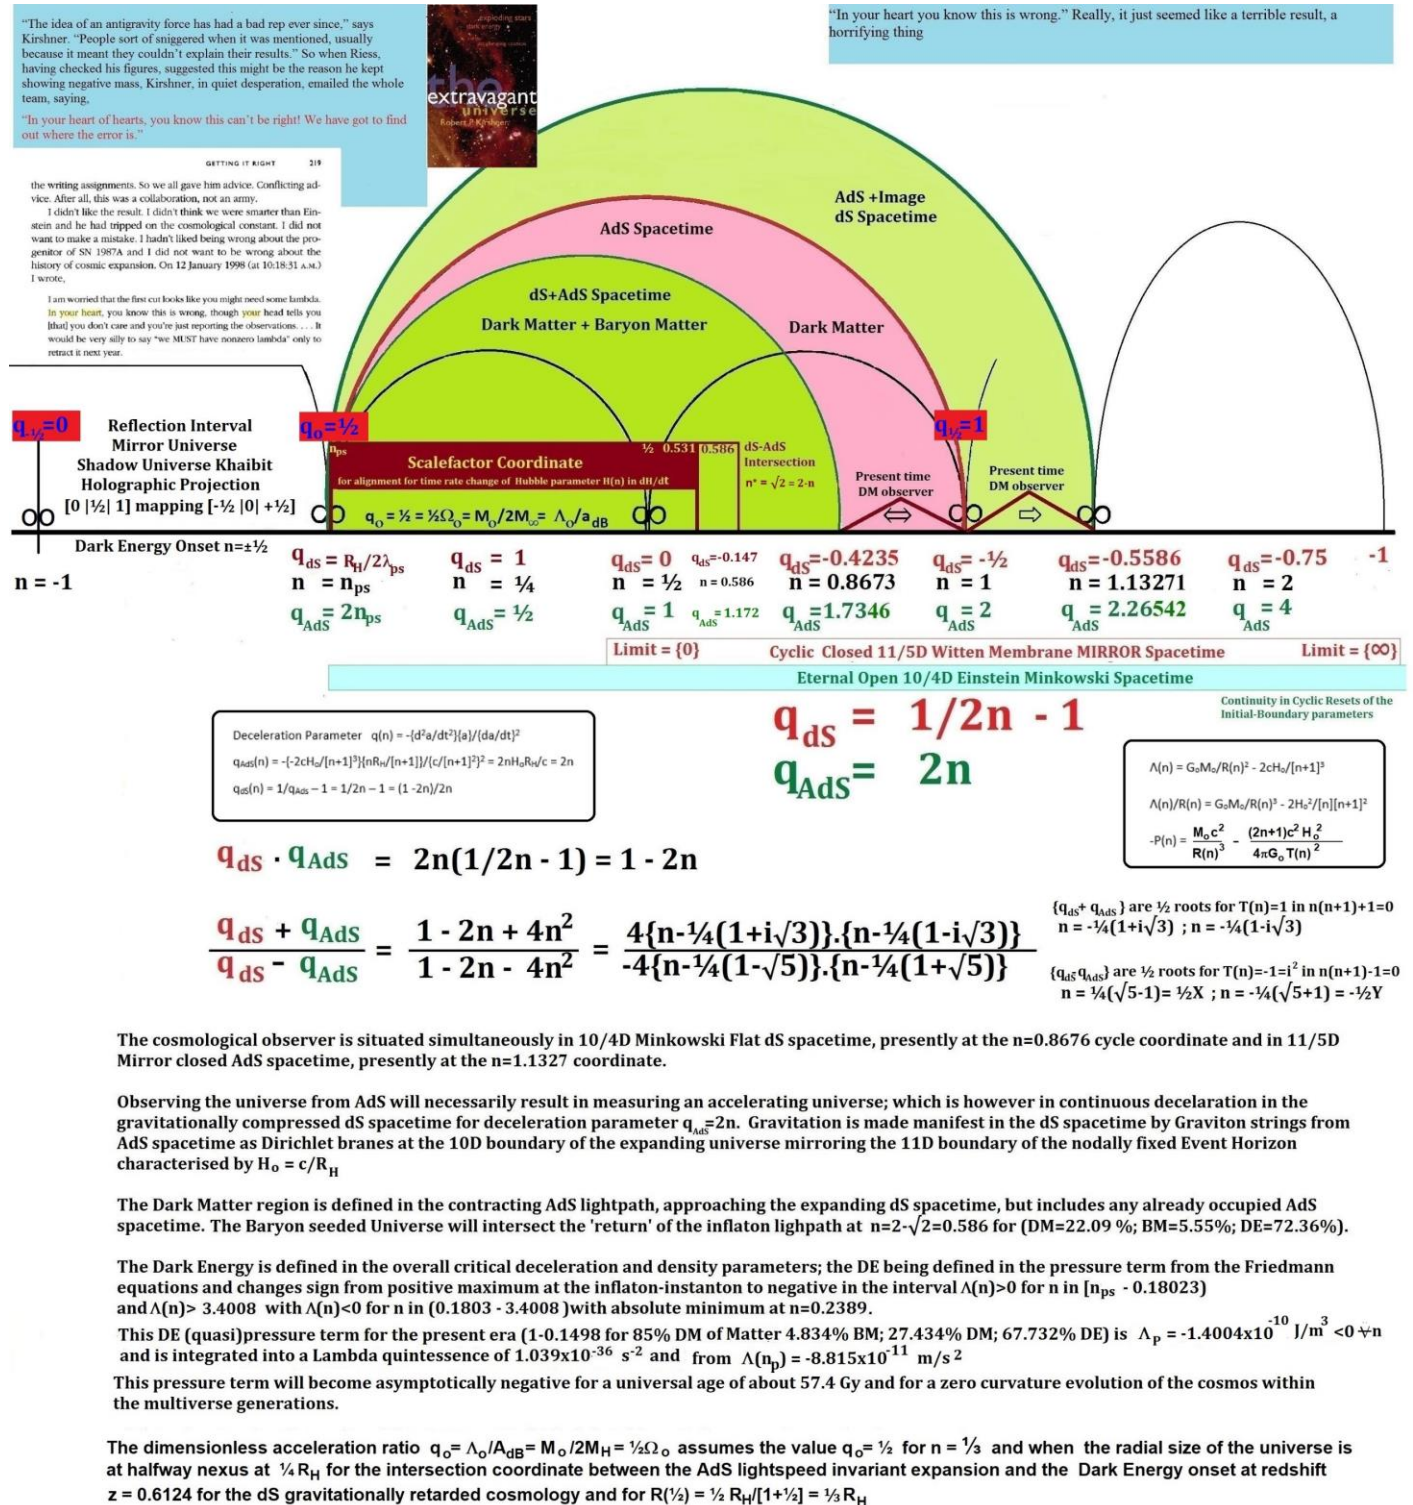 “The idea of an antigravity force has had a bad rep ever since,” says
Kirshner. “People sort of sniggered when it was mentioned, usually
because it meant they couldn’t explain their results.” So when Riess,
having checked his figures, suggested this might be the reason he kept
showing negative mass, Kirshner, in quiet desperation, emailed the whole
team, saying,
“In your heart of hearts, you know this can’t be right! We have got to find
out where the error is.”
exploding stars
dark energy
the
extravagant
universe
Robert P. Kirshner
“In your heart you know this is wrong.” Really, it just seemed like a terrible result, a
horrifying thing
GETTING IT RIGHT 219
the writing assignments. So we all gave him advice. Conflicting ad-
vice. After all, this was a collaboration, not an army.
I didn't like the result. I didn't think we were smarter than Ein-
stein and he had tripped on the cosmological constant. I did not
want to make a mistake. I hadn't liked being wrong about the pro-
genitor of SN 1987A and I did not want to be wrong about the
history of cosmic expansion. On 12 January 1998 (at 10:18:31 A.M.)
I wrote,
I am worried that the first cut looks like you might need some lambda.
In your heart, you know this is wrong, though your head tells you
[that] you don't care and you're just reporting the observations. . . . It
would be very silly to say "we MUST have nonzero lambda" only to
retract it next year.
AdS +Image
dS Spacetime
AdS Spacetime
dS+AdS Spacetime
Dark Matter + Baryon Matter
Dark Matter
q-½=0
Reflection Interval
Mirror Universe
Shadow Universe Khaibit
Holographic Projection
[0 |½| 1] mapping [-½ |0| +½]
qo=½
q½=1
nps
½ 0.531 0.586
Scalefactor Coordinate
for alignment for time rate change of Hubble parameter H(n) in dH/dt
dS-AdS
Intersection
n* = √2 = 2-n
Present time
DM observer
⇔
Present time
DM observer
⇨
∞ ∞ ∞ ∞ ∞
qo = ½ = ½Ωo = Mo/2M∞ = Λo/adB
Dark Energy Onset n=±½
n = -1
qdS = RH/2λps qdS = 1 qdS= 0 qdS=-0.147 qdS=-0.4235 qdS= -½ qdS=-0.5586 qdS=-0.75 -1
n = nps n = ¼ n = ½ n = 0.586 n = 0.8673 n = 1 n = 1.13271 n = 2
qAdS= 2nps qAdS= ½ qAdS= 1 qAdS= 1.172 qAdS=1.7346 qAdS= 2 qAdS= 2.26542 qAdS= 4
Limit = {0} Cyclic Closed 11/5D Witten Membrane MIRROR Spacetime Limit = {∞}
Eternal Open 10/4D Einstein Minkowski Spacetime
Continuity in Cyclic Resets of the
Initial-Boundary parameters
qdS = 1/2n - 1
qAdS= 2n
Deceleration Parameter q(n) = -{d²a/dt²}{a}/{da/dt}²
qAdS(n) = -{-2cHo/[n+1]³}{nRH/[n+1]}/{c/[n+1]²}² = 2nHoRH/c = 2n
qdS(n) = 1/qAdS – 1 = 1/2n – 1 = (1 -2n)/2n
Λ(n) = GoMo/R(n)² - 2cHo/[n+1]³
Λ(n)/R(n) = GoMo/R(n)³ - 2Ho²/[n][n+1]²
-P(n) = Moc²/R(n)³ - (2n+1)c² Ho²/4πGo T(n)²
qdS · qAdS = 2n(1/2n - 1) = 1 - 2n
qdS + qAdS/qdS - qAdS = 1 - 2n + 4n²/1 - 2n - 4n² = 4{n-¼(1+i√3)}.{n-¼(1-i√3)}/-4{n-¼(1-√5)}.{n-¼(1+√5)}
{qdS+ qAdS} are ½ roots for T(n)=1 in n(n+1)+1=0
n = -¼(1+i√3) ; n = -¼(1-i√3)
{qdS-qAdS} are ½ roots for T(n)=-1=i² in n(n+1)-1=0
n = ¼(√5-1)= ½X ; n = -¼(√5+1) = -½Y
The cosmological observer is situated simultaneously in 10/4D Minkowski Flat dS spacetime, presently at the n=0.8676 cycle coordinate and in 11/5D
Mirror closed AdS spacetime, presently at the n=1.1327 coordinate.
Observing the universe from AdS will necessarily result in measuring an accelerating universe; which is however in continuous decelaration in the
gravitationally compressed dS spacetime for deceleration parameter qAdS=2n. Gravitation is made manifest in the dS spacetime by Graviton strings from
AdS spacetime as Dirichlet branes at the 10D boundary of the expanding universe mirroring the 11D boundary of the nodally fixed Event Horizon
characterised by Ho = c/RH
The Dark Matter region is defined in the contracting AdS lightpath, approaching the expanding dS spacetime, but includes any already occupied AdS
spacetime. The Baryon seeded Universe will intersect the 'return' of the inflaton lighpath at n=2-√2=0.586 for (DM=22.09 %; BM=5.55%; DE=72.36%).
The Dark Energy is defined in the overall critical deceleration and density parameters; the DE being defined in the pressure term from the Friedmann
equations and changes sign from positive maximum at the inflaton-instanton to negative in the interval Λ(n)>0 for n in [nps - 0.18023)
and Λ(n)> 3.4008 with Λ(n)<0 for n in (0.1803 - 3.4008 )with absolute minimum at n=0.2389.
This DE (quasi)pressure term for the present era (1-0.1498 for 85% DM of Matter 4.834% BM; 27.434% DM; 67.732% DE) is ΛP = -1.4004x10-10 J/m³ <0 ∀n
and is integrated into a Lambda quintessence of 1.039x10-36 s-2 and from Λ(np) = -8.815x10-11 m/s2
This pressure term will become asymptotically negative for a universal age of about 57.4 Gy and for a zero curvature evolution of the cosmos within
the multiverse generations.
The dimensionless acceleration ratio qo= Λo/AdB= Mo/2MH= ½Ωo assumes the value qo= ½ for n = ⅓ and when the radial size of the universe is
at halfway nexus at ¼RH for the intersection coordinate between the AdS lightspeed invariant expansion and the Dark Energy onset at redshift
z = 0.6124 for the dS gravitationally retarded cosmology and for R(½) = ½ RH/[1+½] = ⅓RH